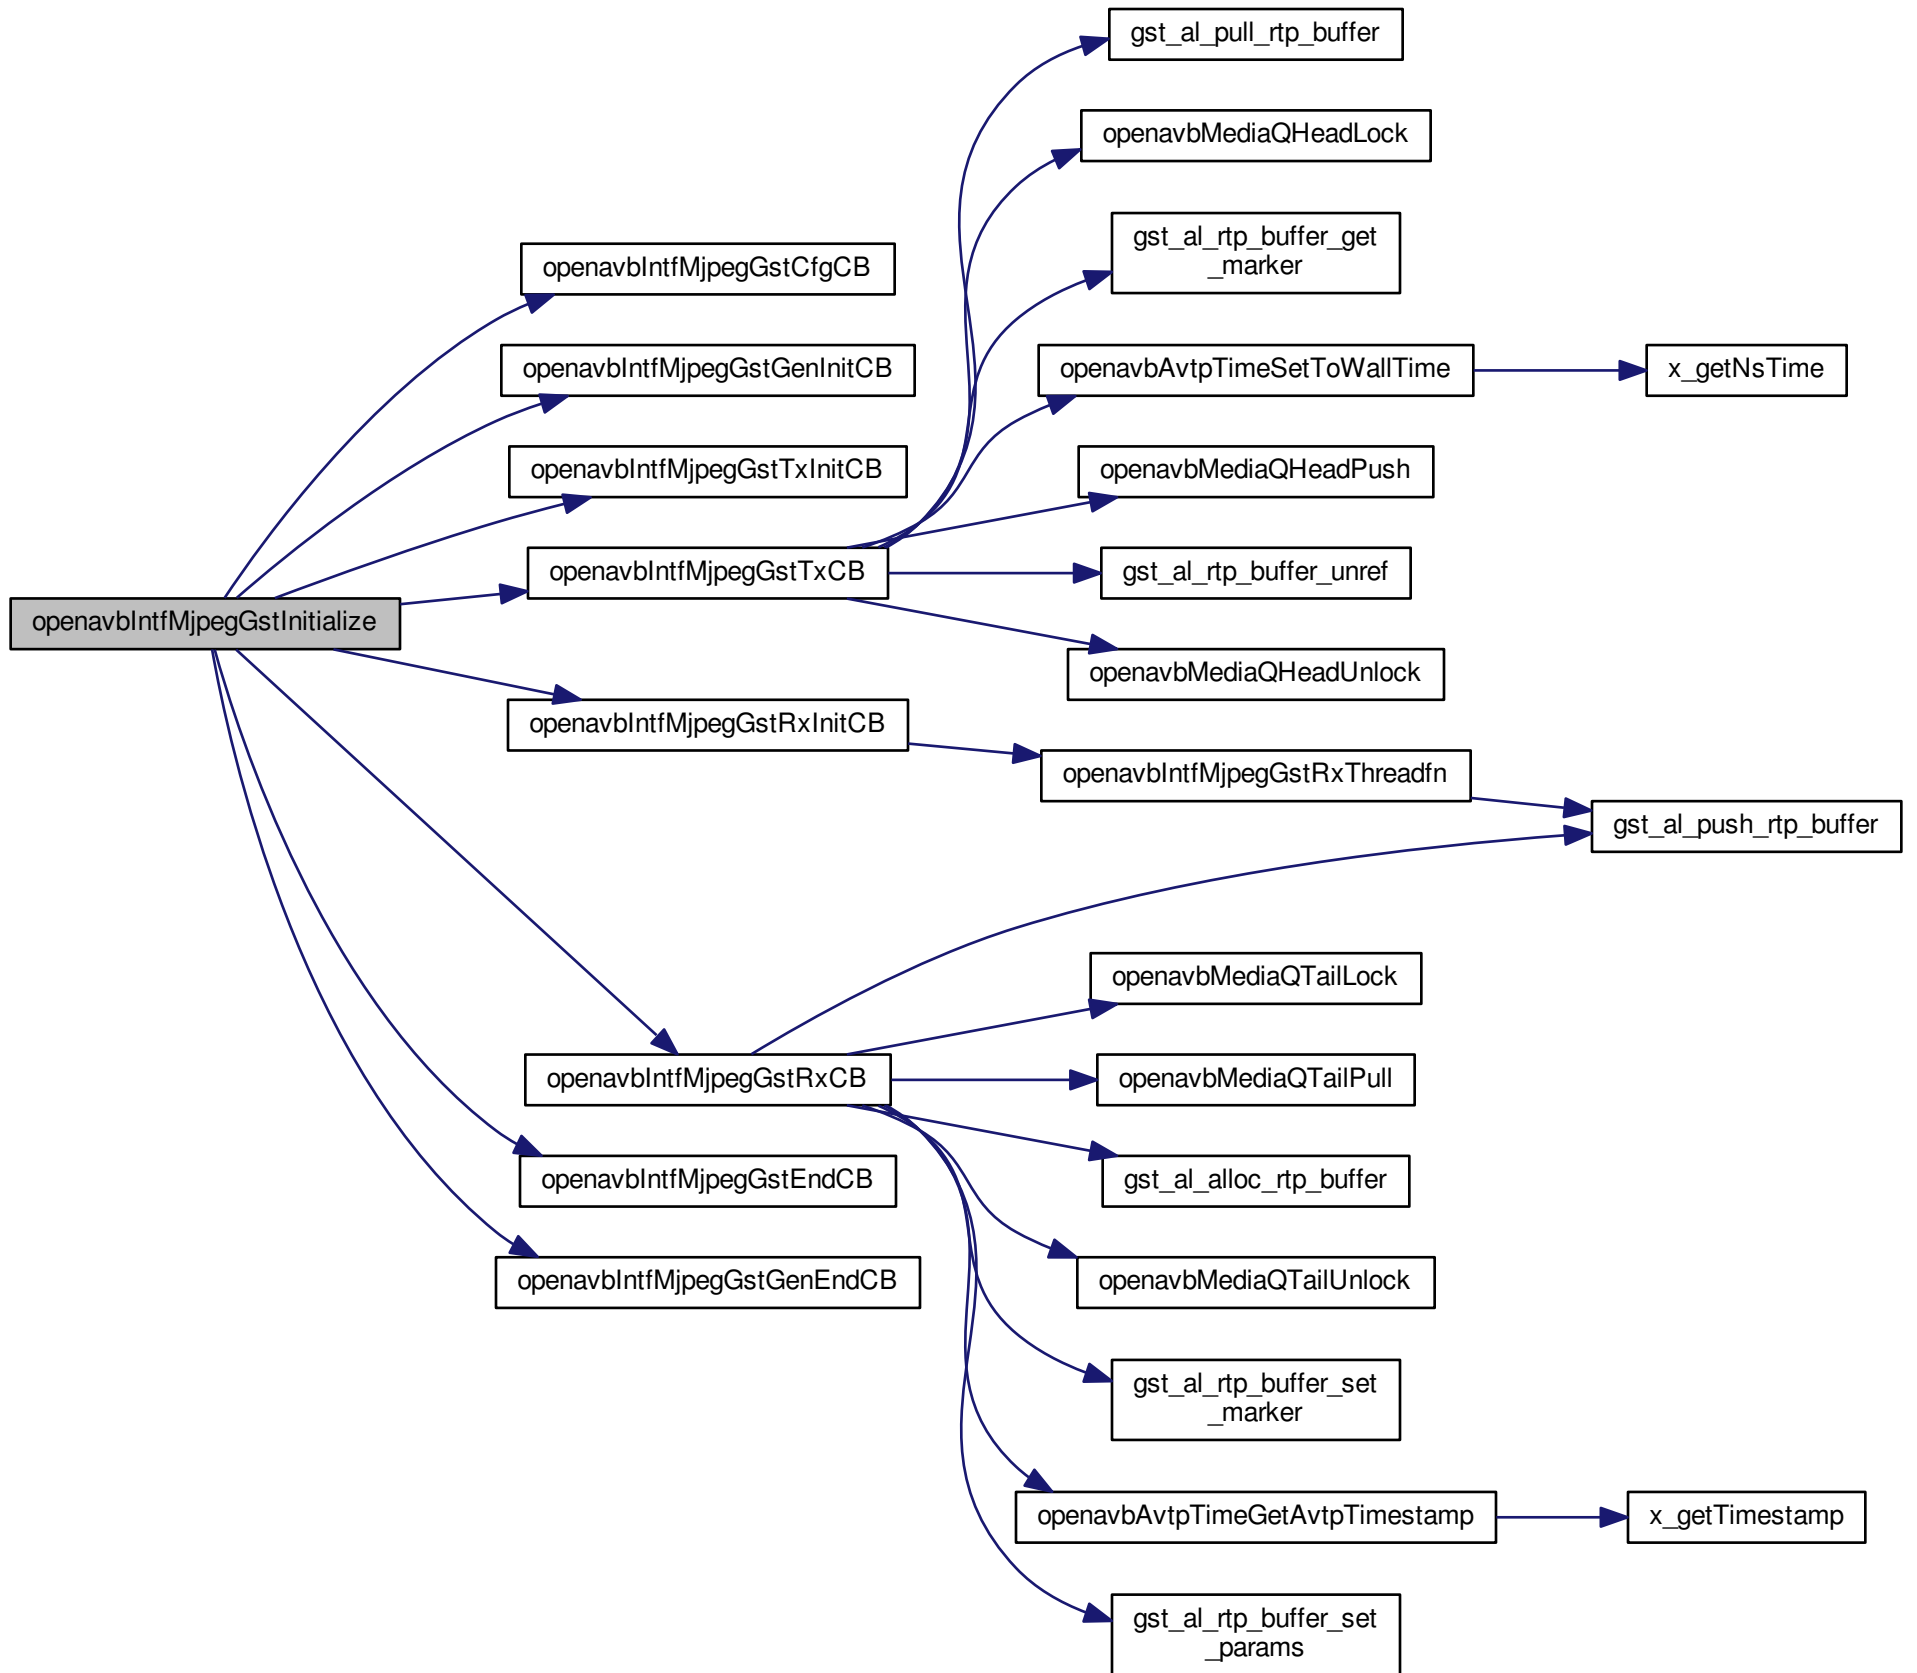 gst_al_pull_rtp_buffer
openavbMediaQHeadLock
gst_al_rtp_buffer_get
_marker
openavbIntfMjpegGstCfgCB
openavbIntfMjpegGstGenInitCB
openavbAvtpTimeSetToWallTime
x_getNsTime
openavbIntfMjpegGstTxInitCB
openavbMediaQHeadPush
openavbIntfMjpegGstTxCB
gst_al_rtp_buffer_unref
openavbIntfMjpegGstInitialize
openavbMediaQHeadUnlock
openavbIntfMjpegGstRxInitCB
openavbIntfMjpegGstRxThreadfn
gst_al_push_rtp_buffer
openavbMediaQTailLock
openavbIntfMjpegGstRxCB
openavbMediaQTailPull
openavbIntfMjpegGstEndCB
gst_al_alloc_rtp_buffer
openavbIntfMjpegGstGenEndCB
openavbMediaQTailUnlock
gst_al_rtp_buffer_set
_marker
openavbAvtpTimeGetAvtpTimestamp
x_getTimestamp
gst_al_rtp_buffer_set
_params